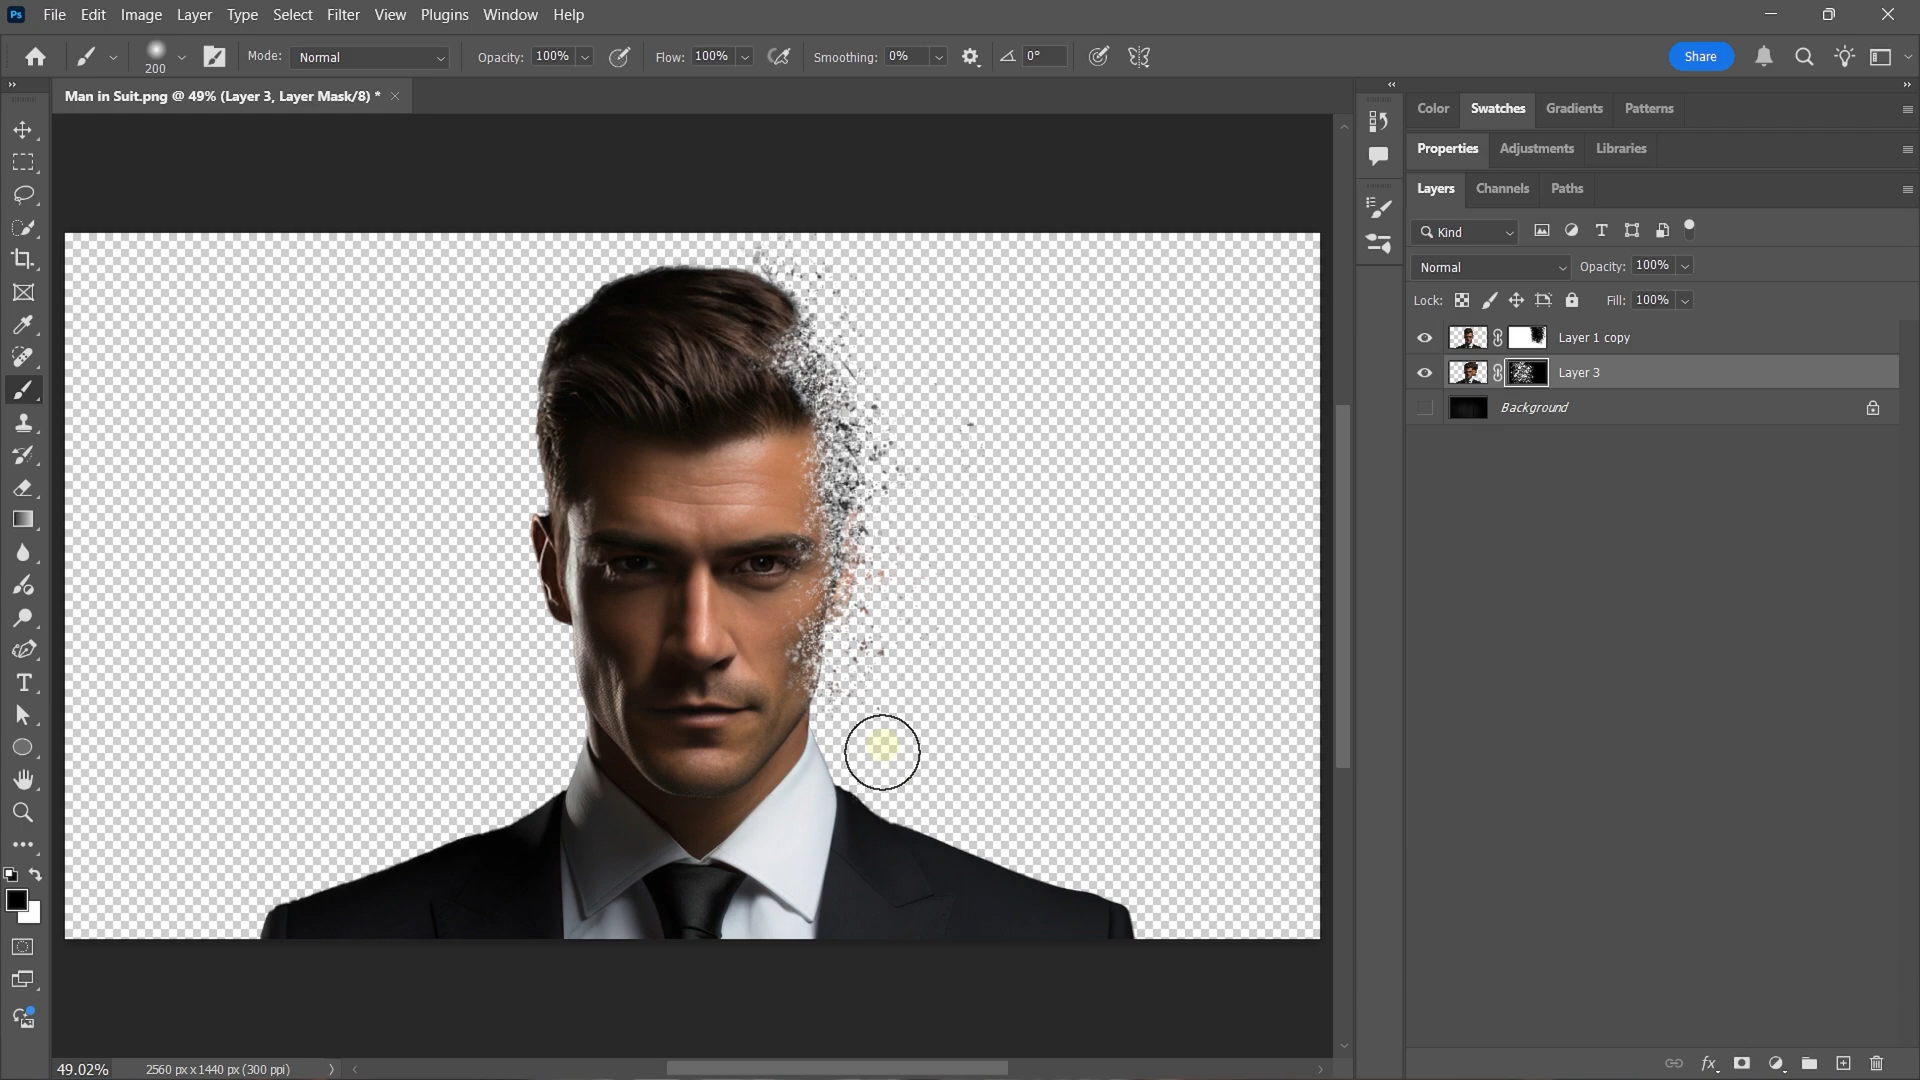 Ps File Edit Image Layer Type Select Filter View Plugins Window Help
200 Mode: Normal Opacity: 100% Flow: 100% Smoothing: 0% 0° Share
Man in Suit.png @ 49% (Layer 3, Layer Mask/8) *
Color Swatches Gradients Patterns
Properties Adjustments Libraries
Layers Channels Paths
Kind
Normal Opacity: 100%
Lock: Fill: 100%
Layer 1 copy
Layer 3
Background
49.02% 2560 px x 1440 px (300 ppi)